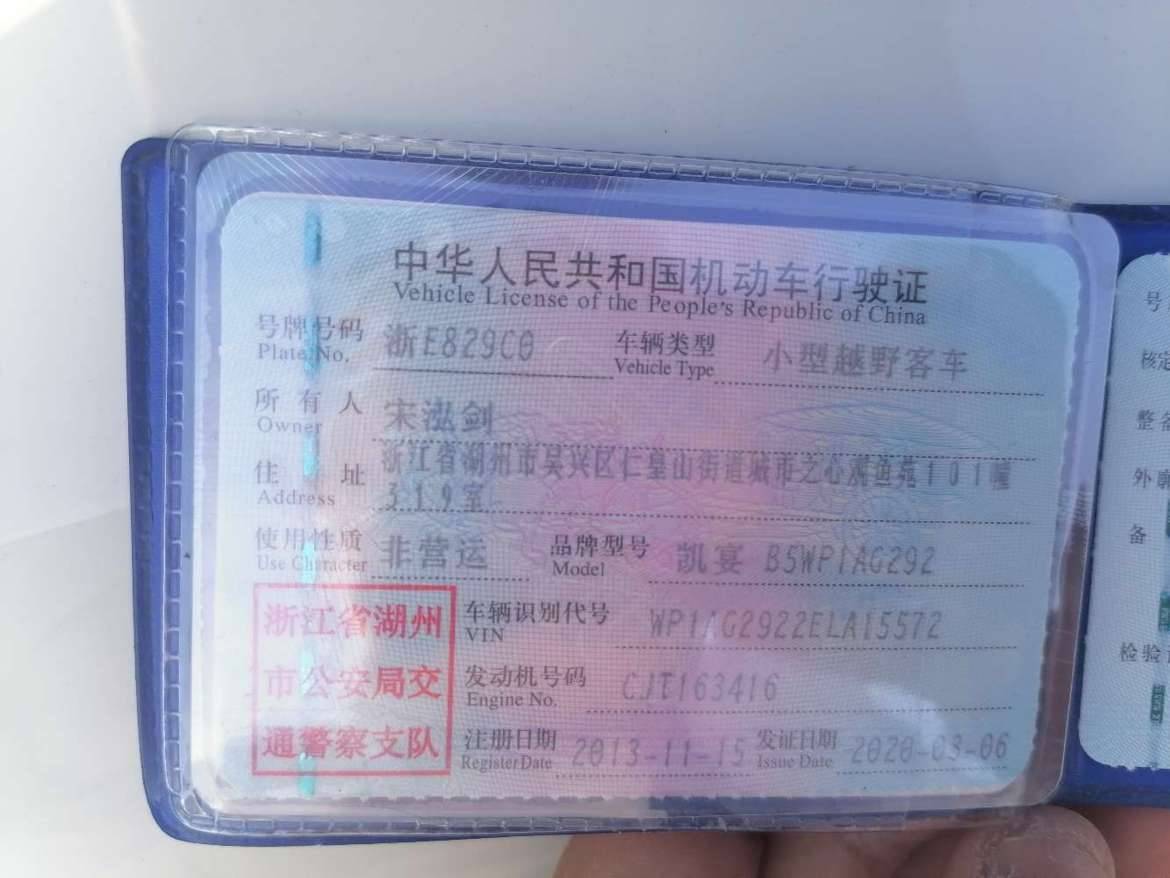 中华人民共和国机动车行驶证
Vehicle License of the People's Republic of China
号牌号码 浙E829C0 车辆类型 小型越野客车
Plate No. Vehicle Type
所有人 宋泓剑
Owner
住址 浙江省湖州市吴兴区仁皇山街道城市之心 苑101幢
Address 319室
使用性质 非营运 品牌型号 凯宴 B5WP1AG292
Use Character Model
浙江省湖州 车辆识别代号 WP1AG2922ELA15572
VIN
市公安局交 发动机号码 CJT163416
Engine No.
通警察支队 注册日期 2013-11-15 发证日期 2020-03-06
Register Date Issue Date
号
核定
整备
外廓
备
检验